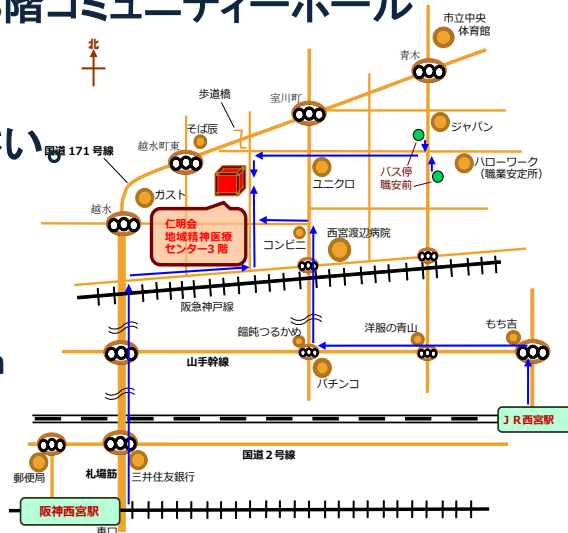 階コミュニティーホール
い。
北
市立中央
体育館
青木
歩道橋
室川町
そば辰
ジャパン
越水町東
国道 171 号線
ハローワーク
（職業安定所）
バス停
職安前
ユニクロ
ガスト
越水
仁明会
地域精神医療
センター3 階
コンビニ
西宮渡辺病院
阪急神戸線
饂飩つるかめ
洋服の青山
もち吉
山手幹線
パチンコ
ＪＲ西宮駅
国道２号線
郵便局
札場筋
三井住友銀行
阪神西宮駅
東口